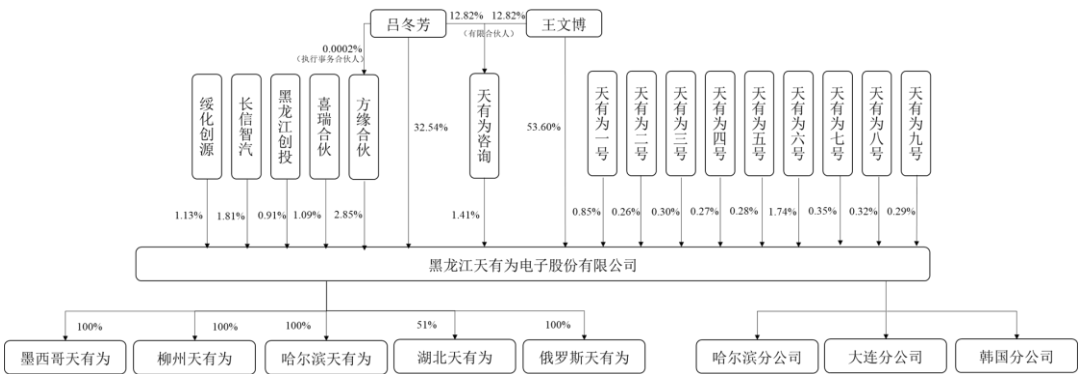 吕冬芳
12.82%
12.82%
王文博
（有限合伙人）
0.0002%
（执行事务合伙人）
绥化创源
长信智汽
黑龙江创投
喜瑞合伙
方缘合伙
32.54%
天有为咨询
53.60%
天有为一号
天有为二号
天有为三号
天有为四号
天有为五号
天有为六号
天有为七号
天有为八号
天有为九号
1.13%
1.81%
0.91%
1.09%
2.85%
1.41%
0.85%
0.26%
0.30%
0.27%
0.28%
1.74%
0.35%
0.32%
0.29%
黑龙江天有为电子股份有限公司
100%
100%
100%
51%
100%
墨西哥天有为
柳州天有为
哈尔滨天有为
湖北天有为
俄罗斯天有为
哈尔滨分公司
大连分公司
韩国分公司